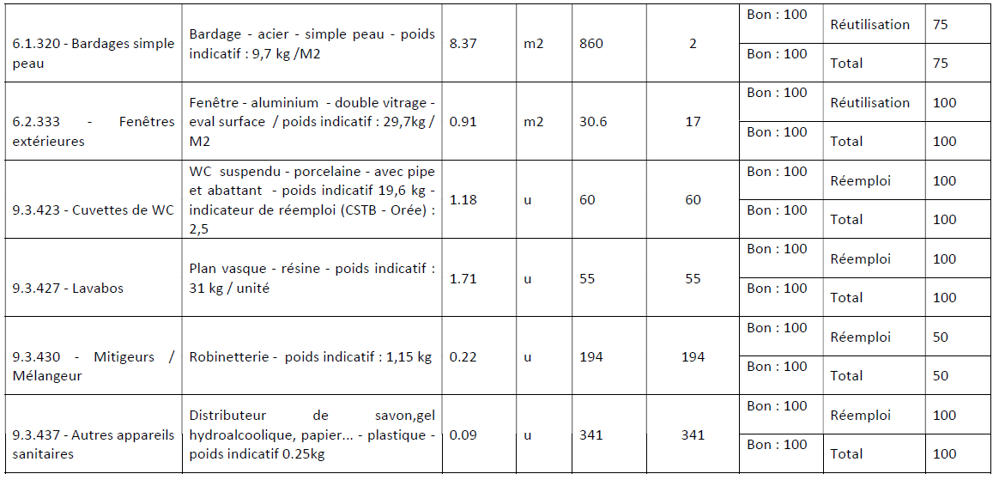 6.1.320 - Bardages simple
peau
Bardage - acier - simple peau - poids
indicatif : 9,7 kg /M2
8.37
m2
860
2
Bon : 100
Réutilisation
75
Bon : 100
Total
75
6.2.333 - Fenêtres
extérieures
Fenêtre - aluminium - double vitrage -
eval surface / poids indicatif : 29,7kg /
M2
0.91
m2
30.6
17
Bon : 100
Réutilisation
100
Bon : 100
Total
100
9.3.423 - Cuvettes de WC
WC suspendu - porcelaine - avec pipe
et abattant - poids indicatif 19,6 kg -
indicateur de réemploi (CSTB - Orée) :
2,5
1.18
u
60
60
Bon : 100
Réemploi
100
Bon : 100
Total
100
9.3.427 - Lavabos
Plan vasque - résine - poids indicatif :
31 kg / unité
1.71
u
55
55
Bon : 100
Réemploi
100
Bon : 100
Total
100
9.3.430 - Mitigeurs /
Mélangeur
Robinetterie - poids indicatif : 1,15 kg
0.22
u
194
194
Bon : 100
Réemploi
50
Bon : 100
Total
50
9.3.437 - Autres appareils
sanitaires
Distributeur de savon,gel
hydroalcoolique, papier... - plastique -
poids indicatif 0.25kg
0.09
u
341
341
Bon : 100
Réemploi
100
Bon : 100
Total
100